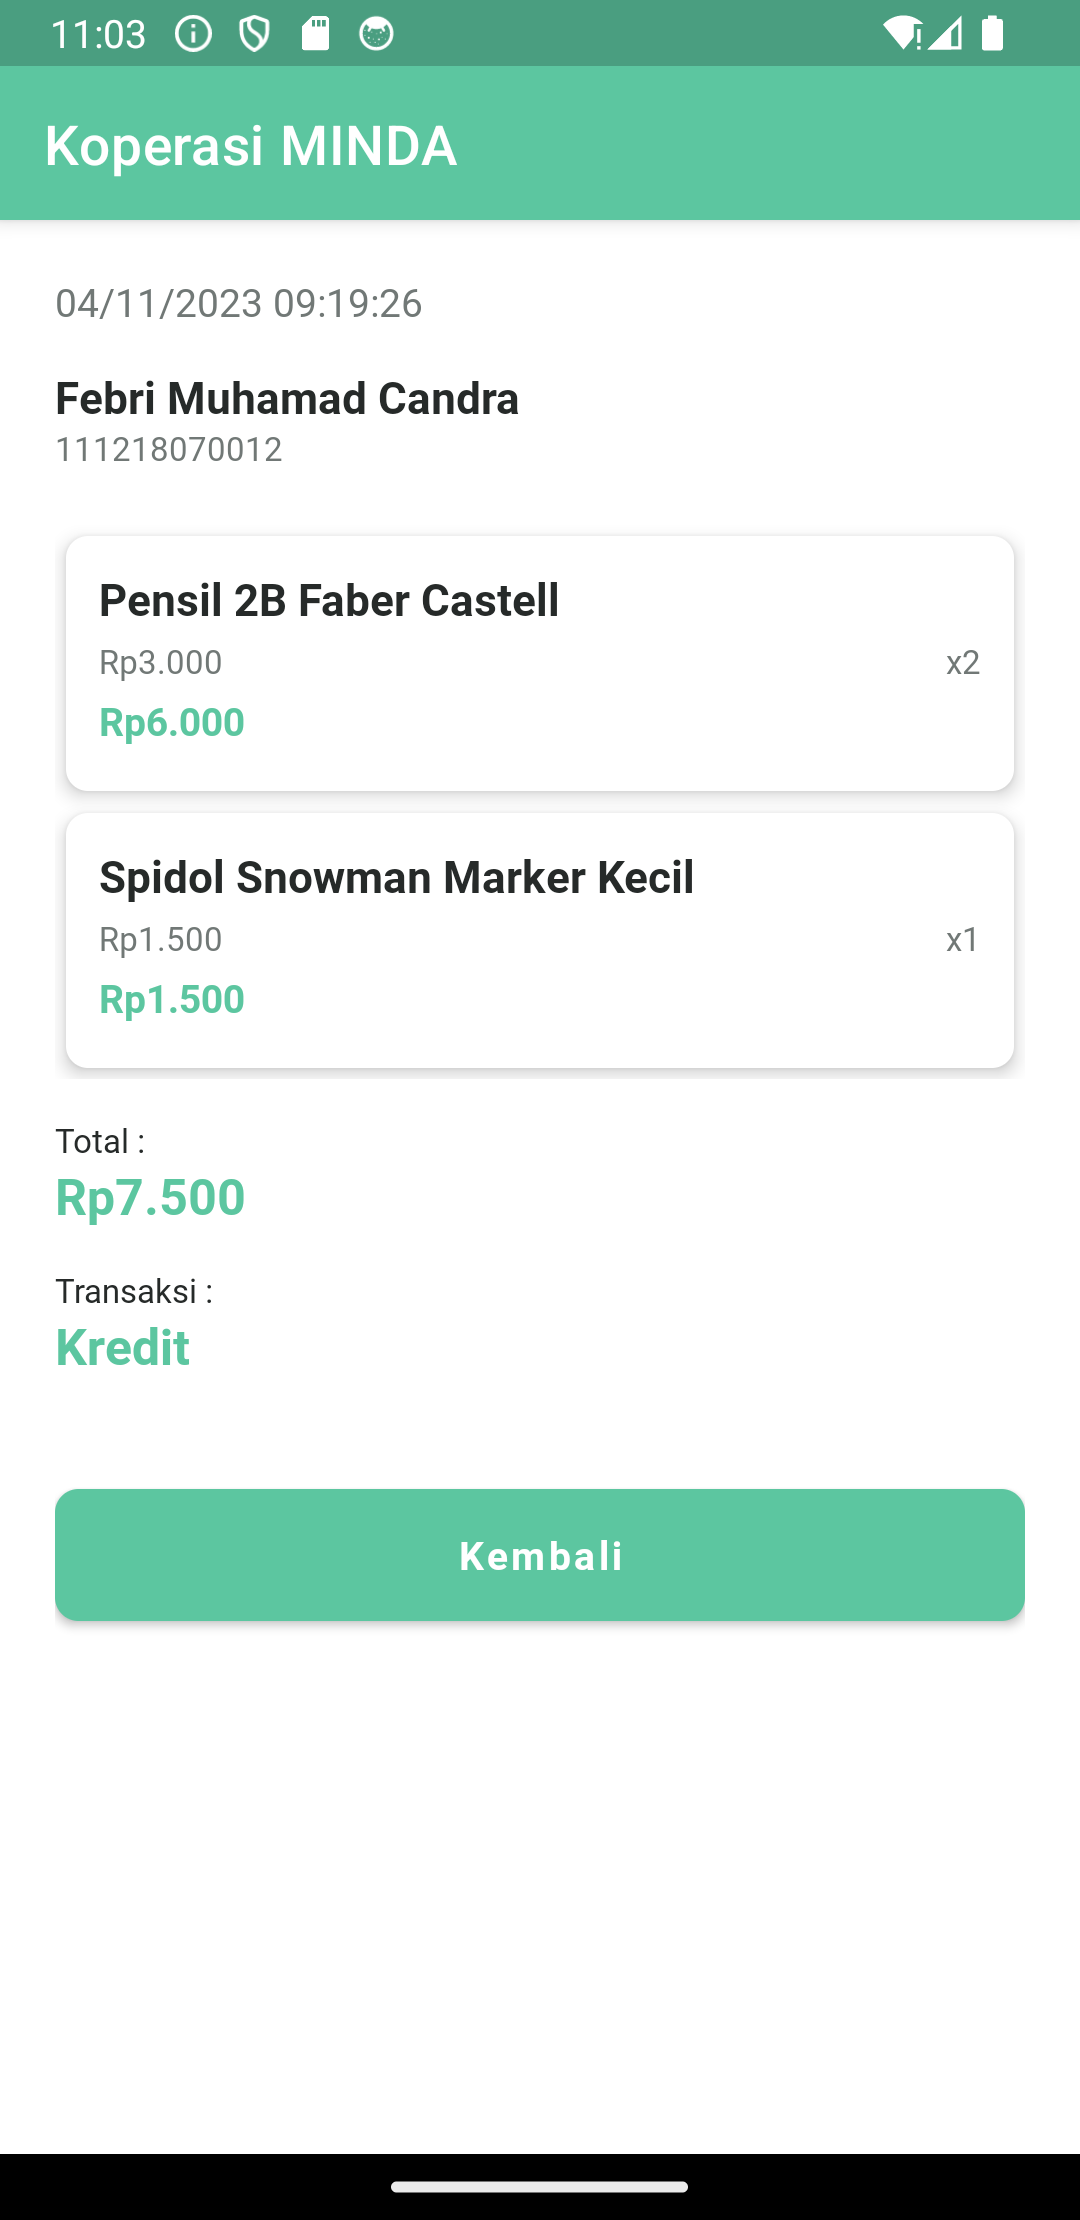 11:03
Koperasi MINDA
04/11/2023 09:19:26
Febri Muhamad Candra
111218070012
Pensil 2B Faber Castell
Rp3.000 x2
Rp6.000
Spidol Snowman Marker Kecil
Rp1.500 x1
Rp1.500
Total :
Rp7.500
Transaksi :
Kredit
Kembali